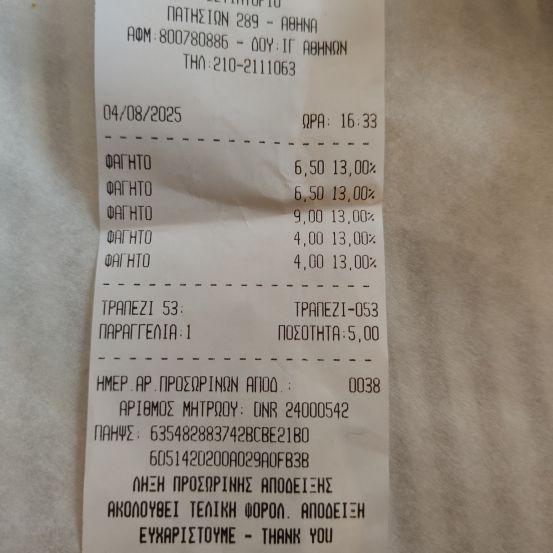 ΠΑΤΗΣΙΩΝ 289 - ΑΘΗΝΑ
ΑΦΜ:800780886 - ΔΟΥ:ΙΓ ΑΘΗΝΩΝ
ΤΗΛ:210-2111063
04/08/2025 ΩΡΑ: 16:33
ΦΑΓΗΤΟ 6,50 13,00%
ΦΑΓΗΤΟ 6,50 13,00%
ΦΑΓΗΤΟ 9,00 13,00%
ΦΑΓΗΤΟ 4,00 13,00%
ΦΑΓΗΤΟ 4,00 13,00%
ΤΡΑΠΕΖΙ 53: ΤΡΑΠΕΖΙ-053
ΠΑΡΑΓΓΕΛΙΑ:1 ΠΟΣΟΤΗΤΑ:5,00
ΗΜΕΡ.ΑΡ.ΠΡΟΣΩΡΙΝΩΝ ΑΠΟΔ.: 0038
ΑΡΙΘΜΟΣ ΜΗΤΡΩΟΥ: DNR 24000542
ΠΑΗΨΣ: 635482883742BCBE21B0
6D5142D200A029A0FB3B
ΛΗΞΗ ΠΡΟΣΩΡΙΝΗΣ ΑΠΟΔΕΙΞΗΣ
ΑΚΟΛΟΥΘΕΙ ΤΕΛΙΚΗ ΦΟΡΟΛ. ΑΠΟΔΕΙΞΗ
ΕΥΧΑΡΙΣΤΟΥΜΕ - THANK YOU